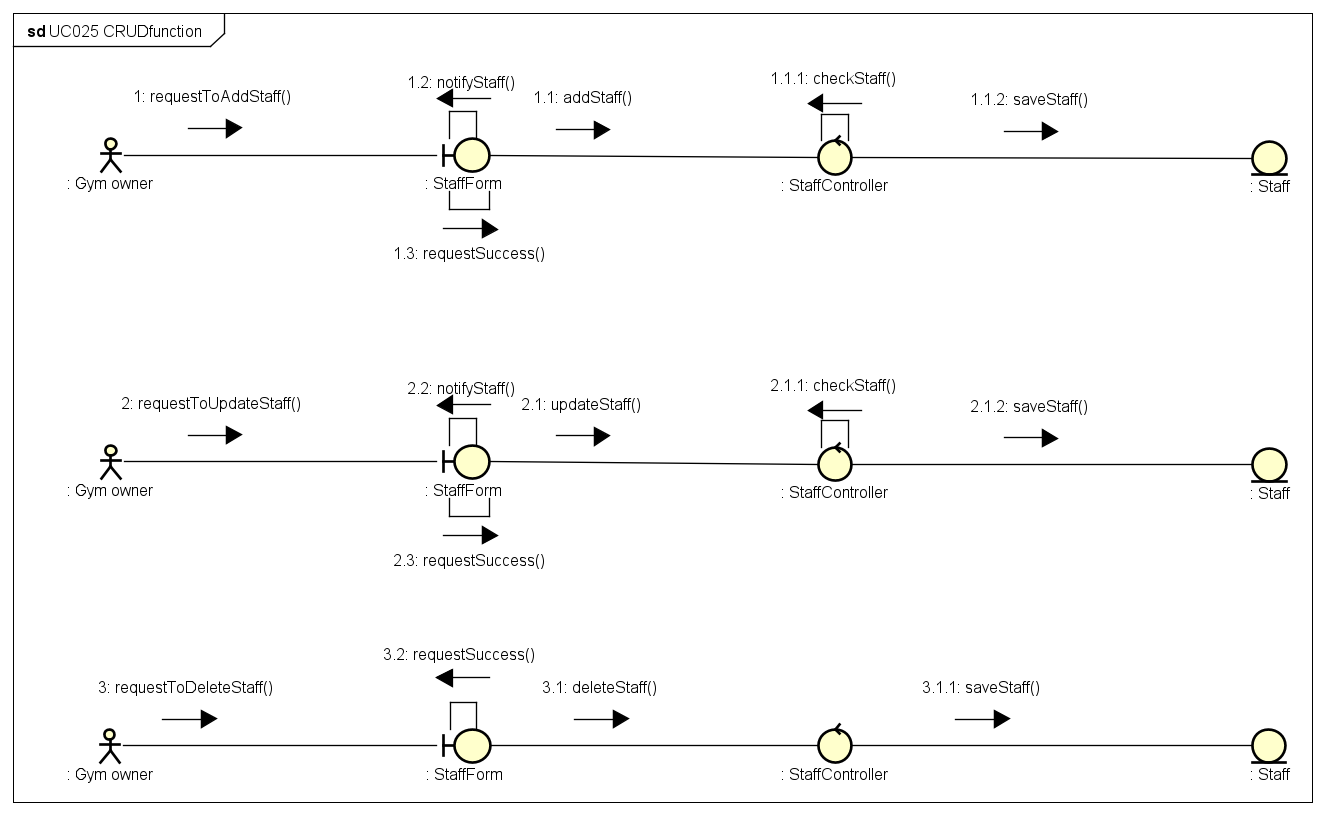 sd UC025 CRUDfunction
1.2: notifyStaff()
1.1.1: checkStaff()
1: requestToAddStaff()
1.1: addStaff()
1.1.2: saveStaff()
: Gym owner
: StaffForm
: StaffController
: Staff
1.3: requestSuccess()
2.2: notifyStaff()
2.1.1: checkStaff()
2: requestToUpdateStaff()
2.1: updateStaff()
2.1.2: saveStaff()
: Gym owner
: StaffForm
: StaffController
: Staff
2.3: requestSuccess()
3.2: requestSuccess()
3: requestToDeleteStaff()
3.1: deleteStaff()
3.1.1: saveStaff()
: Gym owner
: StaffForm
: StaffController
: Staff